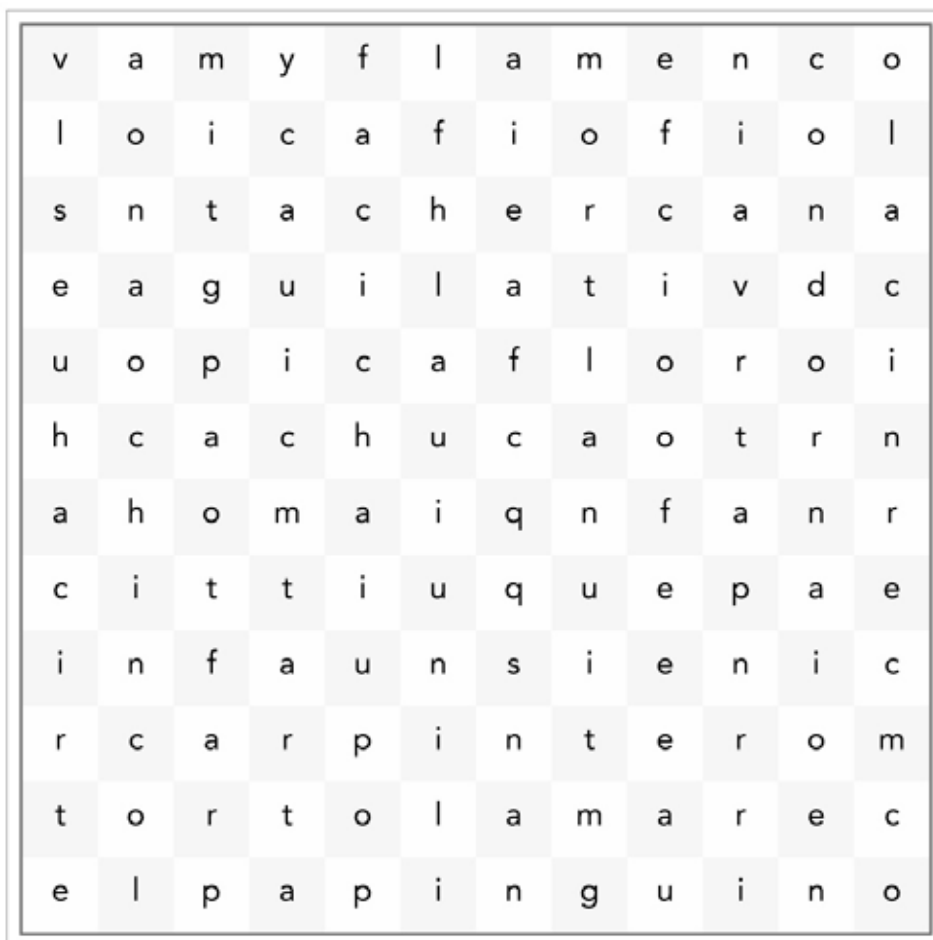 v a m y f l a m e n c o
l o i c a f i o f i o l
s n t a c h e r c a n a
e a g u i l a t i v d c
u o p i c a f l o r o i
h c a c h u c a o t r n
a h o m a i q n f a n r
c i t t i u q u e p a e
i n f a u n s i e n i c
r c a r p i n t e r o m
t o r t o l a m a r e c
e l p a p i n g u i n o